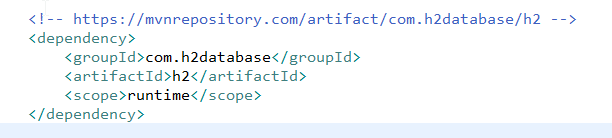 <!-- https://mvnrepository.com/artifact/com.h2database/h2 -->
<dependency>
    <groupId>com.h2database</groupId>
    <artifactId>h2</artifactId>
    <scope>runtime</scope>
</dependency>